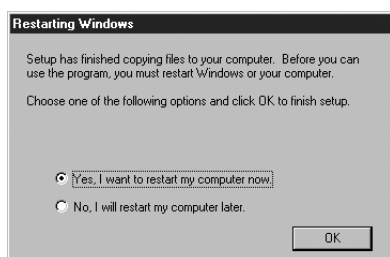 Restarting Windows
Setup has finished copying files to your computer. Before you can
use the program, you must restart Windows or your computer.
Choose one of the following options and click OK to finish setup.
Yes, I want to restart my computer now.
No, I will restart my computer later.
OK